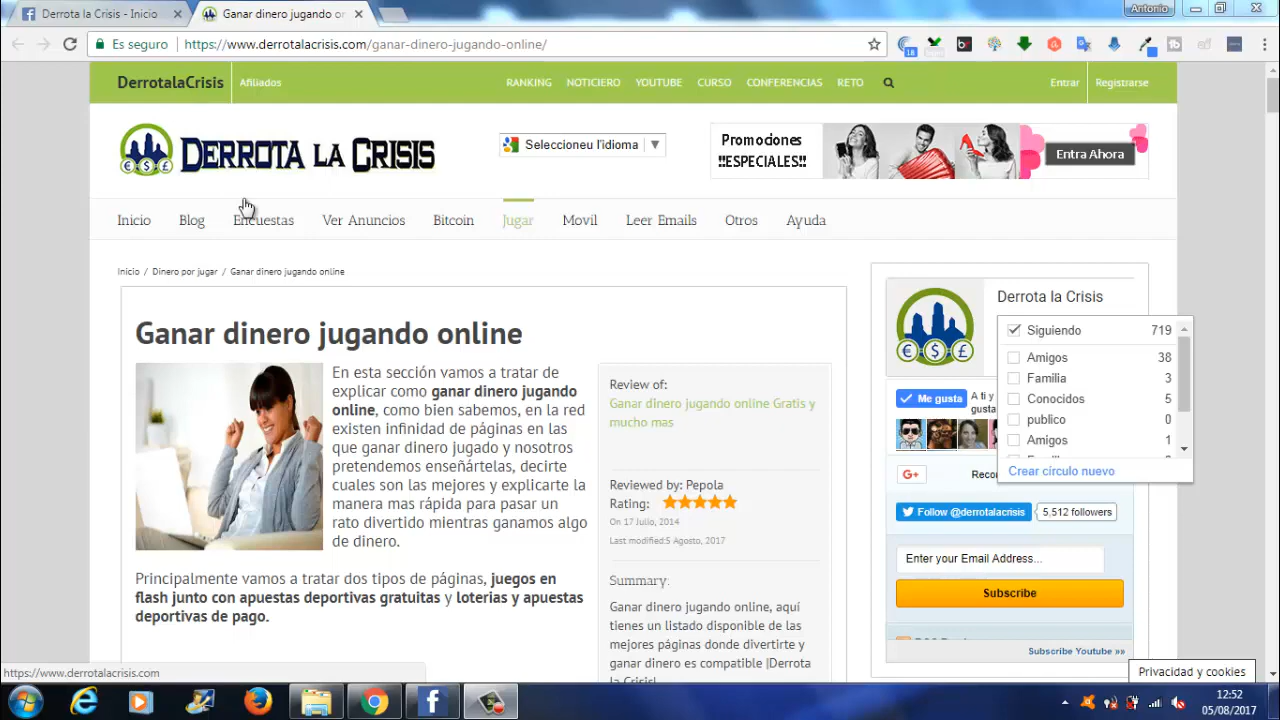 Derrota la Crisis - Inicio
Ganar dinero jugando on
Antonio
Es seguro
https://www.derrotalacrisis.com/ganar-dinero-jugando-online/
18
DerrotalaCrisis
Afiliados
RANKING NOTICIERO YOUTUBE CURSO CONFERENCIAS RETO
Entrar Registrarse
DERROTA LA CRISIS
Seleccioneu l'idioma
Promociones
!!ESPECIALES!!
Entra Ahora
Inicio Blog Encuestas Ver Anuncios Bitcoin Jugar Movil Leer Emails Otros Ayuda
Inicio / Dinero por jugar / Ganar dinero jugando online
Ganar dinero jugando online
En esta sección vamos a tratar de
explicar como ganar dinero jugando
online, como bien sabemos, en la red
existen infinidad de páginas en las
que ganar dinero jugado y nosotros
pretendemos enseñártelas, decirte
cuales son las mejores y explicarte la
manera mas rápida para pasar un
rato divertido mientras ganamos algo
de dinero.
Principalmente vamos a tratar dos tipos de páginas, juegos en
flash junto con apuestas deportivas gratuitas y loterias y apuestas
deportivas de pago.
Review of:
Ganar dinero jugando online Gratis y
mucho mas
Reviewed by: Pepola
Rating:
On 17 Julio, 2014
Last modified:5 Agosto, 2017
Summary:
Ganar dinero jugando online, aquí
tienes un listado disponible de las
mejores páginas donde divertirte y
ganar dinero es compatible |Derrota
la Crisis|
Derrota la Crisis
Siguiendo 719
Amigos 38
Familia 3
Conocidos 5
publico 0
Amigos 1
Crear círculo nuevo
Me gusta
A ti y
gusta
G+
Reco
Follow @derrotalacrisis
5.512 followers
Enter your Email Address...
Subscribe
Subscribe Youtube »»
Privacidad y cookies
https://www.derrotalacrisis.com
12:52
05/08/2017